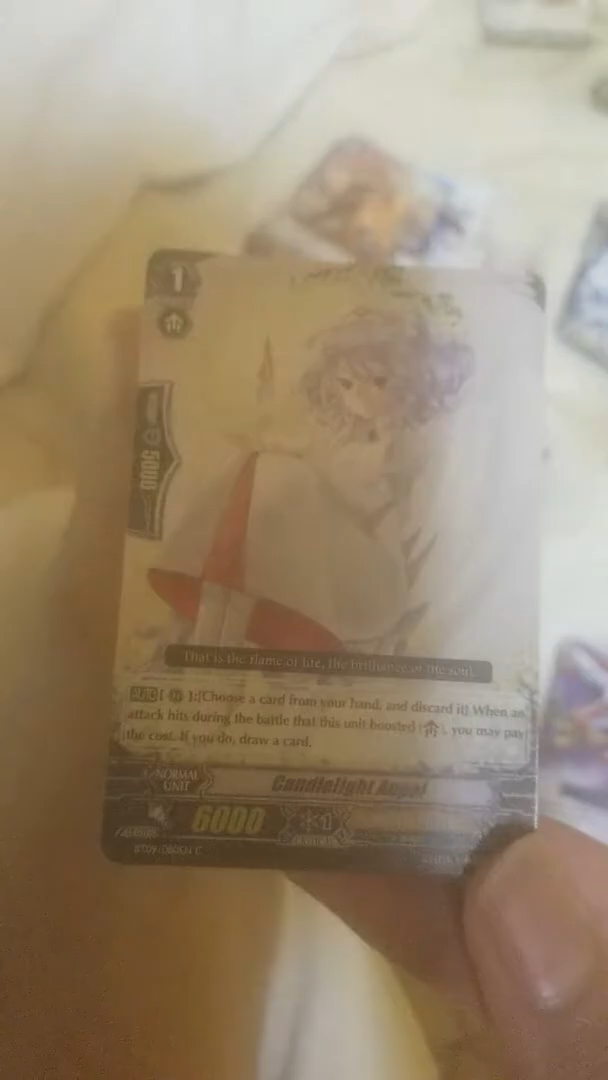 1
5000
That is the flame of life, the brilliance of the soul.
[ ]:[Choose a card from your hand, and discard it] When an
attack hits during the battle that this unit boosted [ ], you may pay
the cost. If you do, draw a card.
NORMAL
UNIT
Candlelight Angel
6000
1